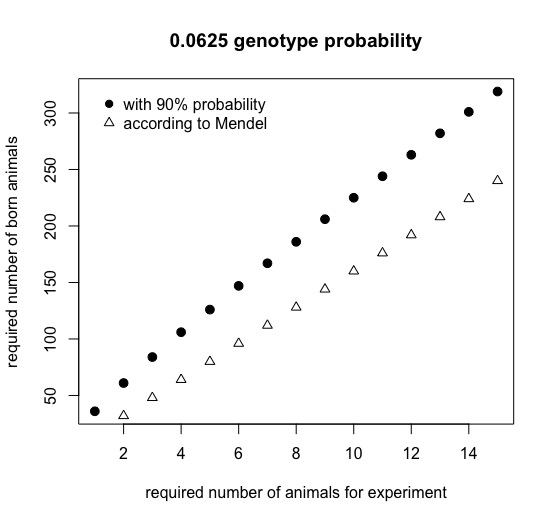 0.0625 genotype probability
with 90% probability
according to Mendel
required number of born animals
300
250
200
150
100
50
2 4 6 8 10 12 14
required number of animals for experiment